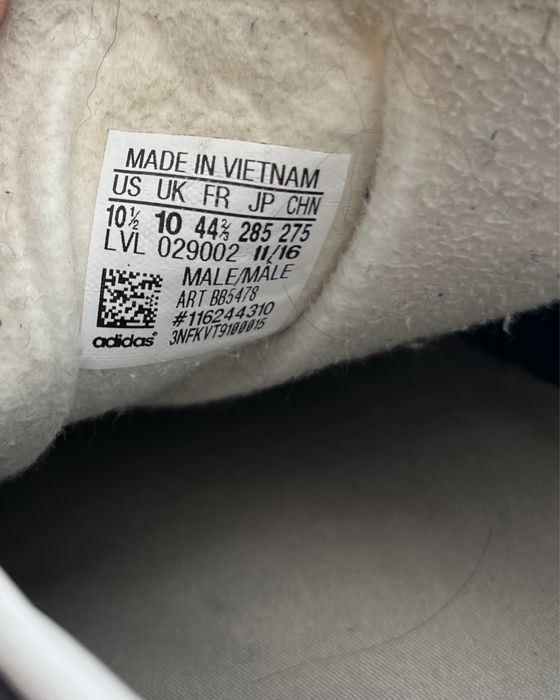 MADE IN VIETNAM
US UK FR JP CHN
10½ 10 44⅔ 285 275
LVL 029002 11/16
MALE/MÂLE
ART BB5478
#116244310
3NFKVT9100015
adidas®